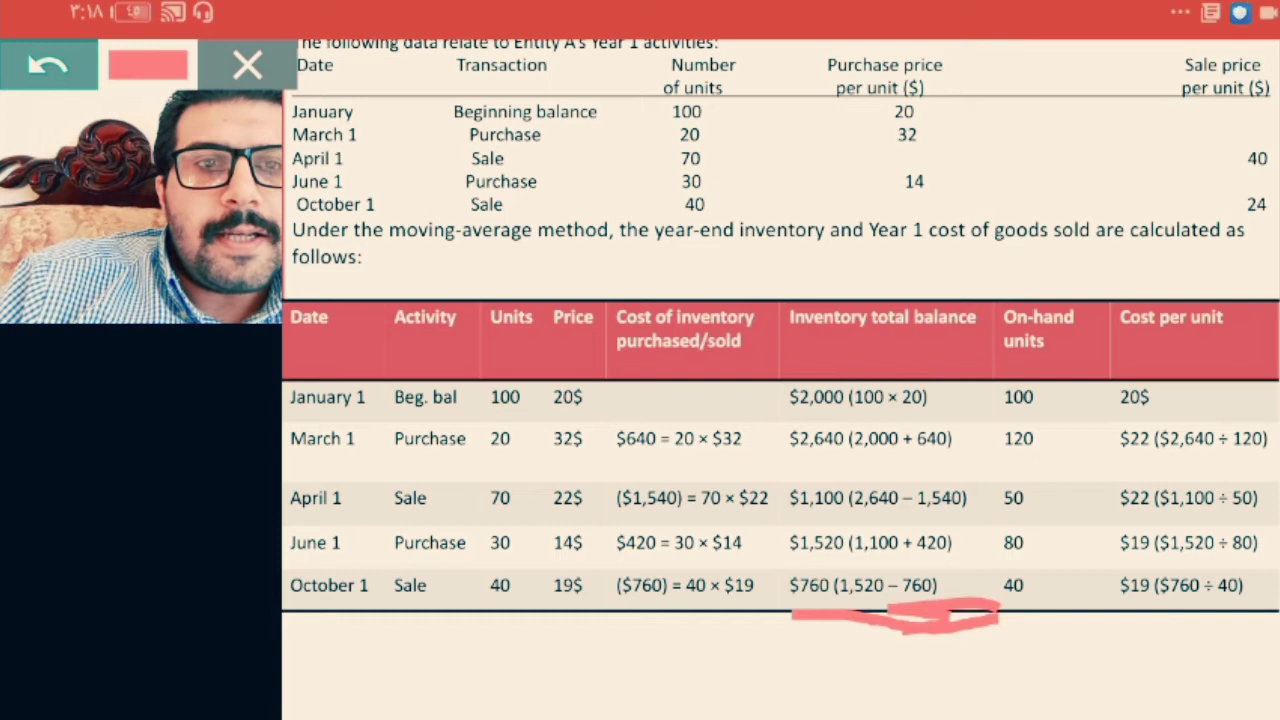 ٣:١٨
The following data relate to Entity A's Year 1 activities:
Date Transaction Number of units Purchase price per unit ($) Sale price per unit ($)
January Beginning balance 100 20
March 1 Purchase 20 32
April 1 Sale 70 40
June 1 Purchase 30 14
October 1 Sale 40 24
Under the moving-average method, the year-end inventory and Year 1 cost of goods sold are calculated as
follows:
Date Activity Units Price Cost of inventory purchased/sold Inventory total balance On-hand units Cost per unit
January 1 Beg. bal 100 20$ $2,000 (100 × 20) 100 20$
March 1 Purchase 20 32$ $640 = 20 × $32 $2,640 (2,000 + 640) 120 $22 ($2,640 ÷ 120)
April 1 Sale 70 22$ ($1,540) = 70 × $22 $1,100 (2,640 – 1,540) 50 $22 ($1,100 ÷ 50)
June 1 Purchase 30 14$ $420 = 30 × $14 $1,520 (1,100 + 420) 80 $19 ($1,520 ÷ 80)
October 1 Sale 40 19$ ($760) = 40 × $19 $760 (1,520 – 760) 40 $19 ($760 ÷ 40)